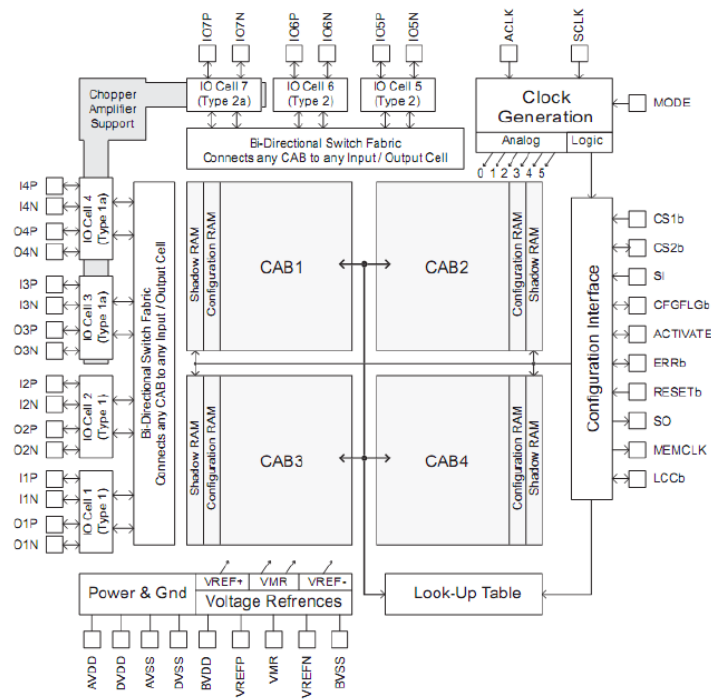 IO7P
IO7N
IO6P
IO6N
IO5P
IO5N
ACLK
SCLK
Chopper
Amplifier
Support
IO Cell 7
(Type 2a)
IO Cell 6
(Type 2)
IO Cell 5
(Type 2)
Clock
Generation
MODE
Analog
Logic
0 1 2 3 4 5
Bi-Directional Switch Fabric
Connects any CAB to any Input / Output Cell
I4P
I4N
O4P
O4N
IO Cell 4
(Type 1a)
I3P
I3N
O3P
O3N
IO Cell 3
(Type 1a)
I2P
I2N
O2P
O2N
IO Cell 2
(Type 1)
I1P
I1N
O1P
O1N
IO Cell 1
(Type 1)
Bi-Directional Switch Fabric
Connects any CAB to any Input / Output Cell
Shadow RAM
Configuration RAM
CAB1
CAB2
Configuration RAM
Shadow RAM
Shadow RAM
Configuration RAM
CAB3
CAB4
Configuration RAM
Shadow RAM
Configuration Interface
CS1b
CS2b
SI
CFGFLGb
ACTIVATE
ERRb
RESETb
SO
MEMCLK
LCCb
Power & Gnd
VREF+
VMR
VREF-
Voltage Refrences
Look-Up Table
AVDD
DVDD
AVSS
DVSS
BVDD
VREFP
VMR
VREFN
BVSS